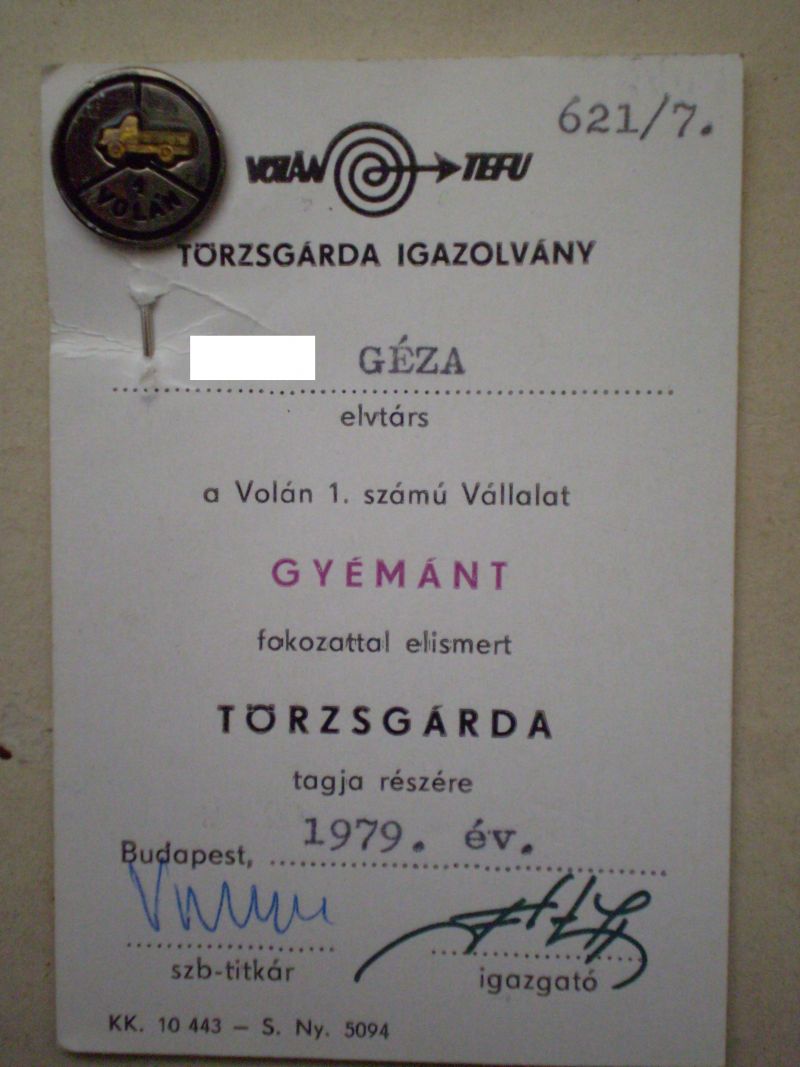 621/7.
VOLÁN TEFU
1
VOLÁN
TÖRZSGÁRDA IGAZOLVÁNY
GÉZA
elvtárs
a Volán 1. számú Vállalat
GYÉMÁNT
fokozattal elismert
TÖRZSGÁRDA
tagja részére
Budapest, 1979. év.
szb-titkár igazgató
KK. 10 443 – S. Ny. 5094